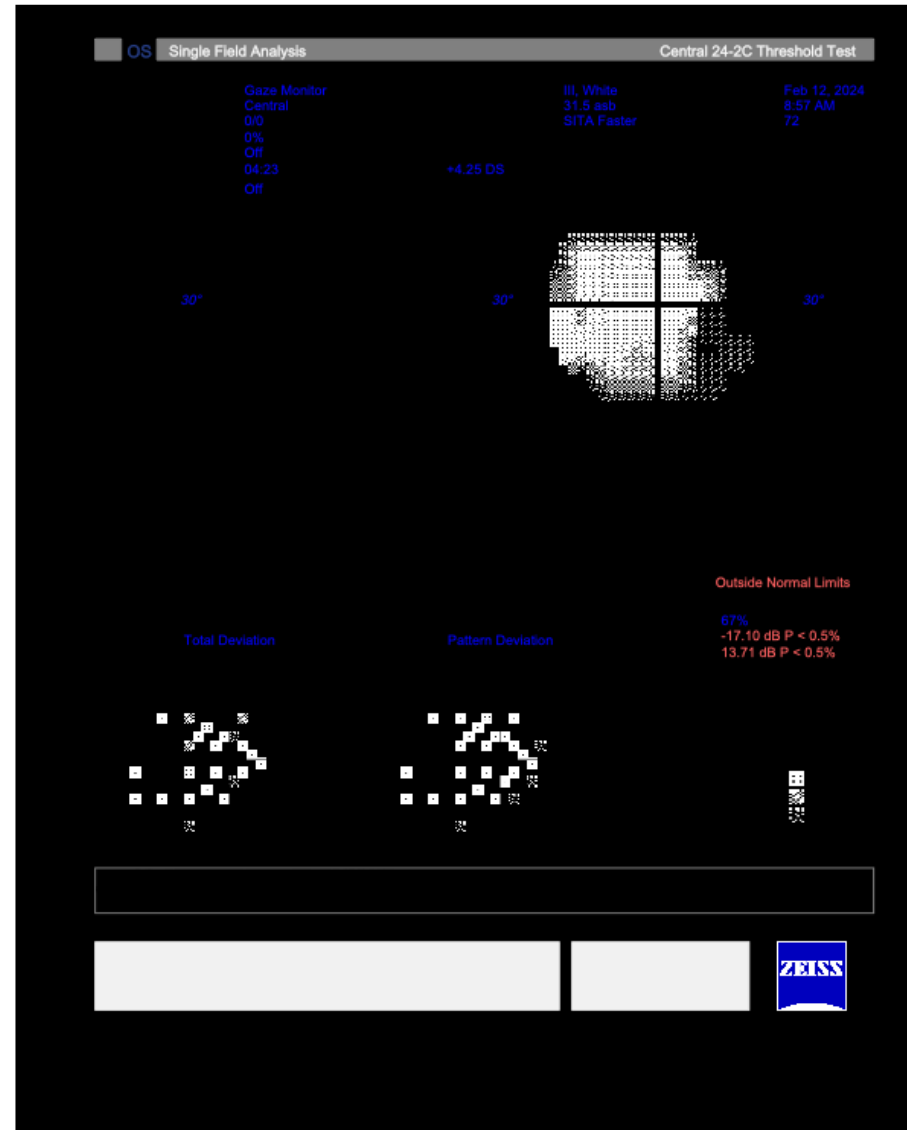 OS Single Field Analysis Central 24-2C Threshold Test
Gaze Monitor III, White Feb 12, 2024
Central 31.5 asb 8:57 AM
0/0 SITA Faster 72
0%
Off
04:23 +4.25 DS
Off
30° 30° 30°
Outside Normal Limits
67%
Total Deviation Pattern Deviation -17.10 dB P < 0.5%
13.71 dB P < 0.5%
ZEISS